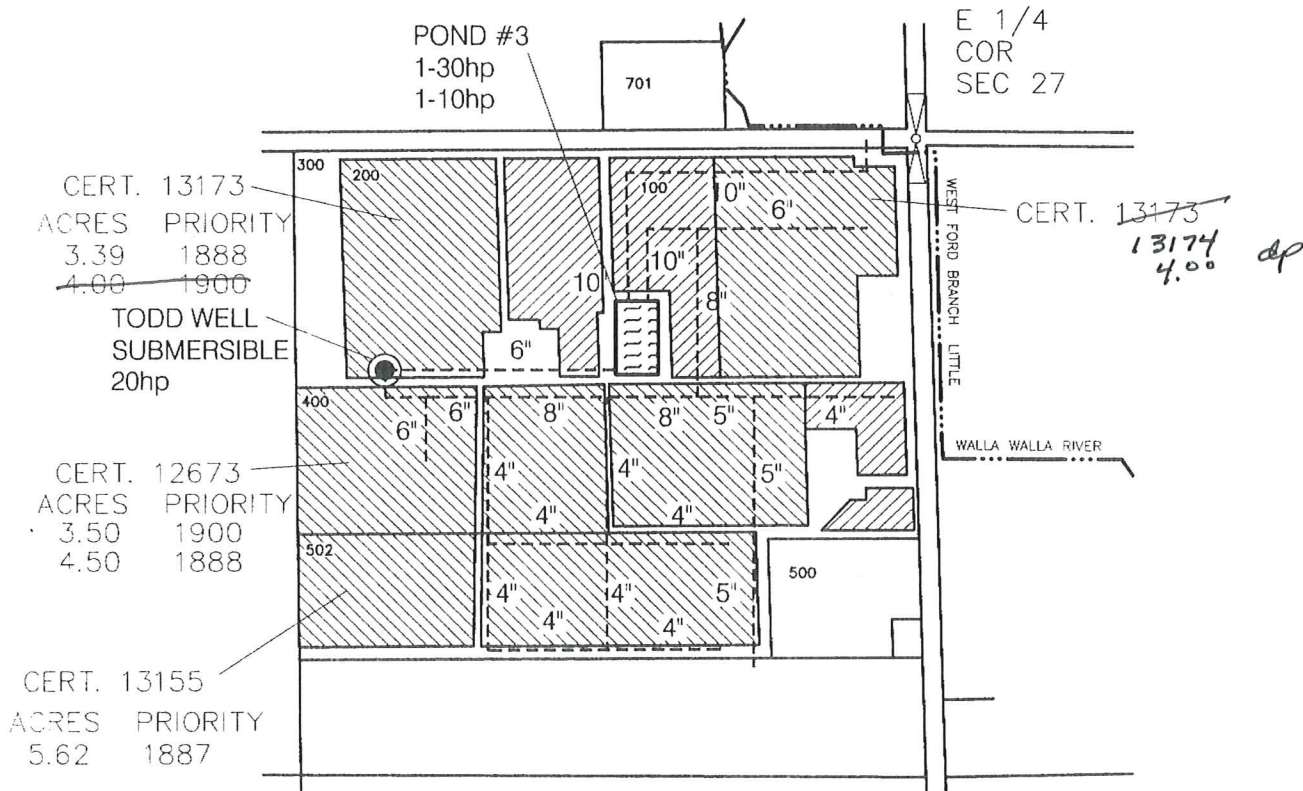 E 1/4
COR
SEC 27
POND #3
1-30hp
1-10hp
701
300
200
100
CERT. 13173
ACRES PRIORITY
3.39 1888
4.00 1900
TODD WELL
SUBMERSIBLE
20hp
0"
6"
10"
10
8"
6"
WEST FORD BRANCH LITTLE
WALLA WALLA RIVER
CERT. 13173
13174
4.00 dp
400
6"
6"
8"
8"
5"
4"
4"
4"
5"
4"
4"
CERT. 12673
ACRES PRIORITY
3.50 1900
4.50 1888
502
500
4"
4"
5"
4"
4"
CERT. 13155
ACRES PRIORITY
5.62 1887